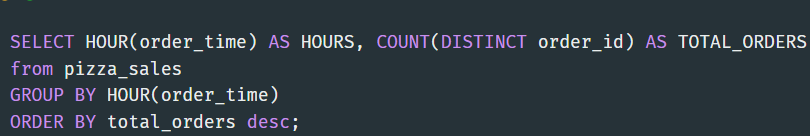 SELECT HOUR(order_time) AS HOURS, COUNT(DISTINCT order_id) AS TOTAL_ORDERS
from pizza_sales
GROUP BY HOUR(order_time)
ORDER BY total_orders desc;